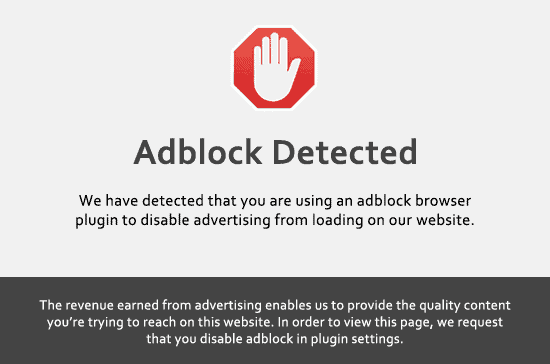 Adblock Detected
We have detected that you are using an adblock browser
plugin to disable advertising from loading on our website.
The revenue earned from advertising enables us to provide the quality content
you're trying to reach on this website. In order to view this page, we request
that you disable adblock in plugin settings.